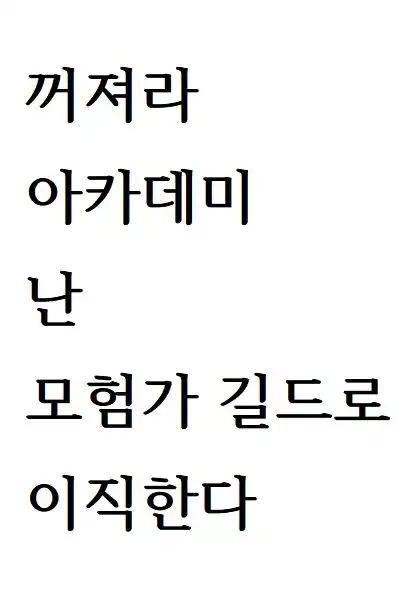 꺼져라
아카데미
난
모험가 길드로
이직한다